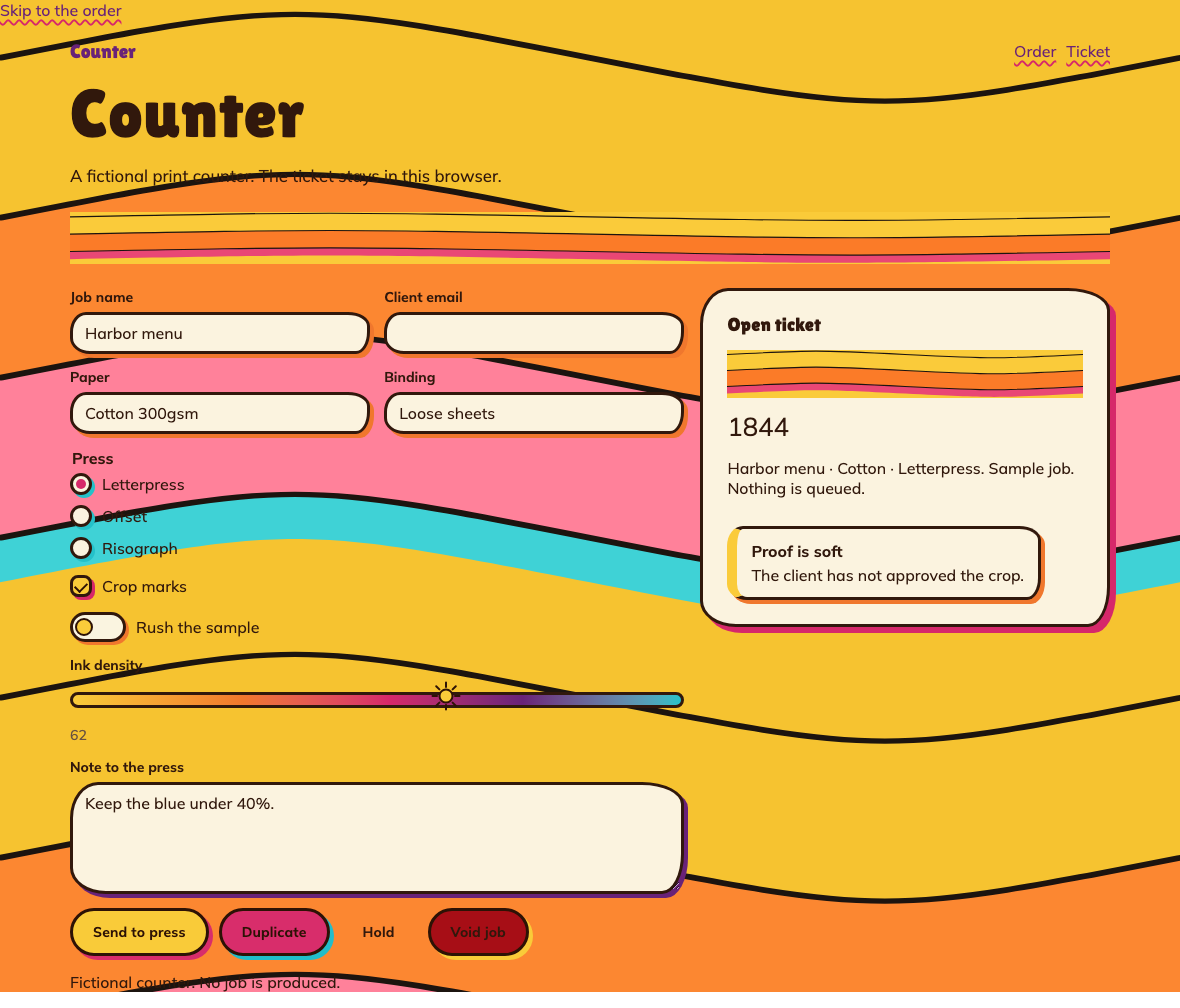 Skip to the order
Counter
Order Ticket
Counter
A fictional print counter. The ticket stays in this browser.
Job name
Client email
Harbor menu
Paper
Binding
Cotton 300gsm
Loose sheets
Press
Letterpress
Offset
Risograph
Crop marks
Rush the sample
Ink density
62
Note to the press
Keep the blue under 40%.
Send to press
Duplicate
Hold
Void job
Fictional counter. No job is produced.
Open ticket
1844
Harbor menu · Cotton · Letterpress. Sample job.
Nothing is queued.
Proof is soft
The client has not approved the crop.